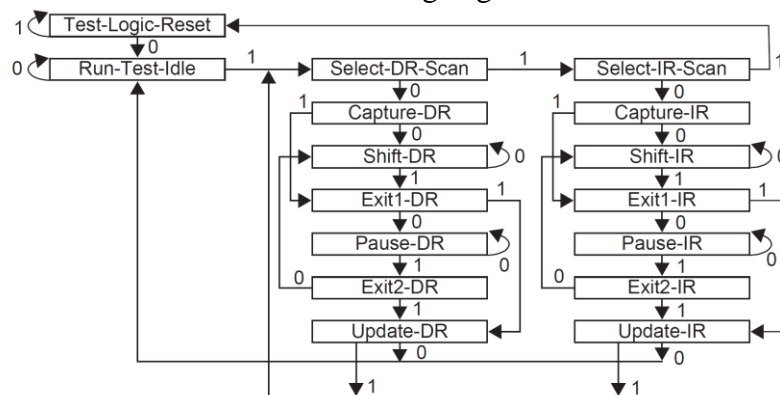 1 Test-Logic-Reset
0
0 Run-Test-Idle 1 Select-DR-Scan 1 Select-IR-Scan 1
0 0
1 Capture-DR 1 Capture-IR
0 0
Shift-DR 0 Shift-IR 0
1 1
Exit1-DR 1 Exit1-IR 1
0 0
Pause-DR Pause-IR
1 0 1 0
0 Exit2-DR 0 Exit2-IR
1 1
Update-DR Update-IR
0 0
1 1